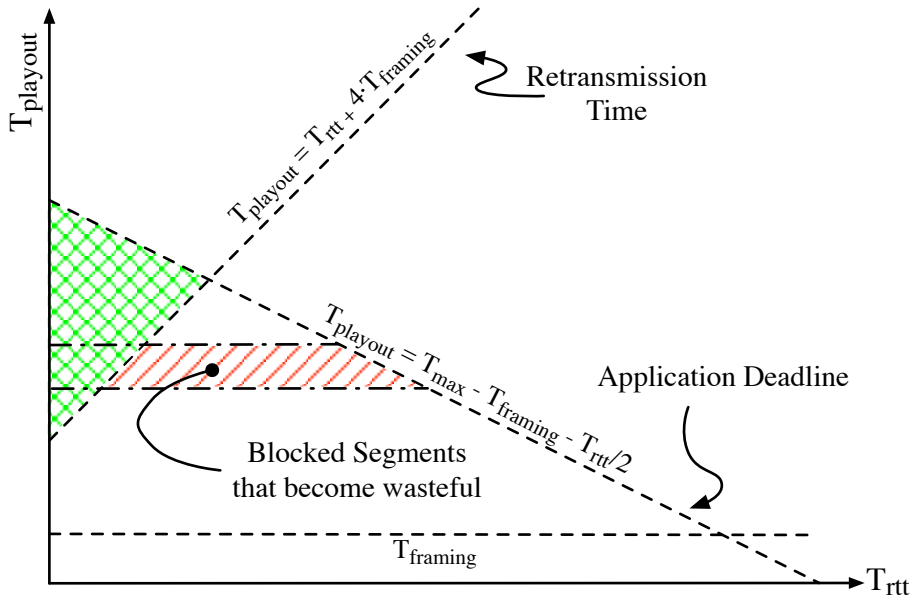 T_playout
Retransmission
Time
T_playout = T_rtt + 4·T_framing
T_playout = T_max - T_framing - T_rtt/2
Application Deadline
Blocked Segments
that become wasteful
T_framing
T_rtt